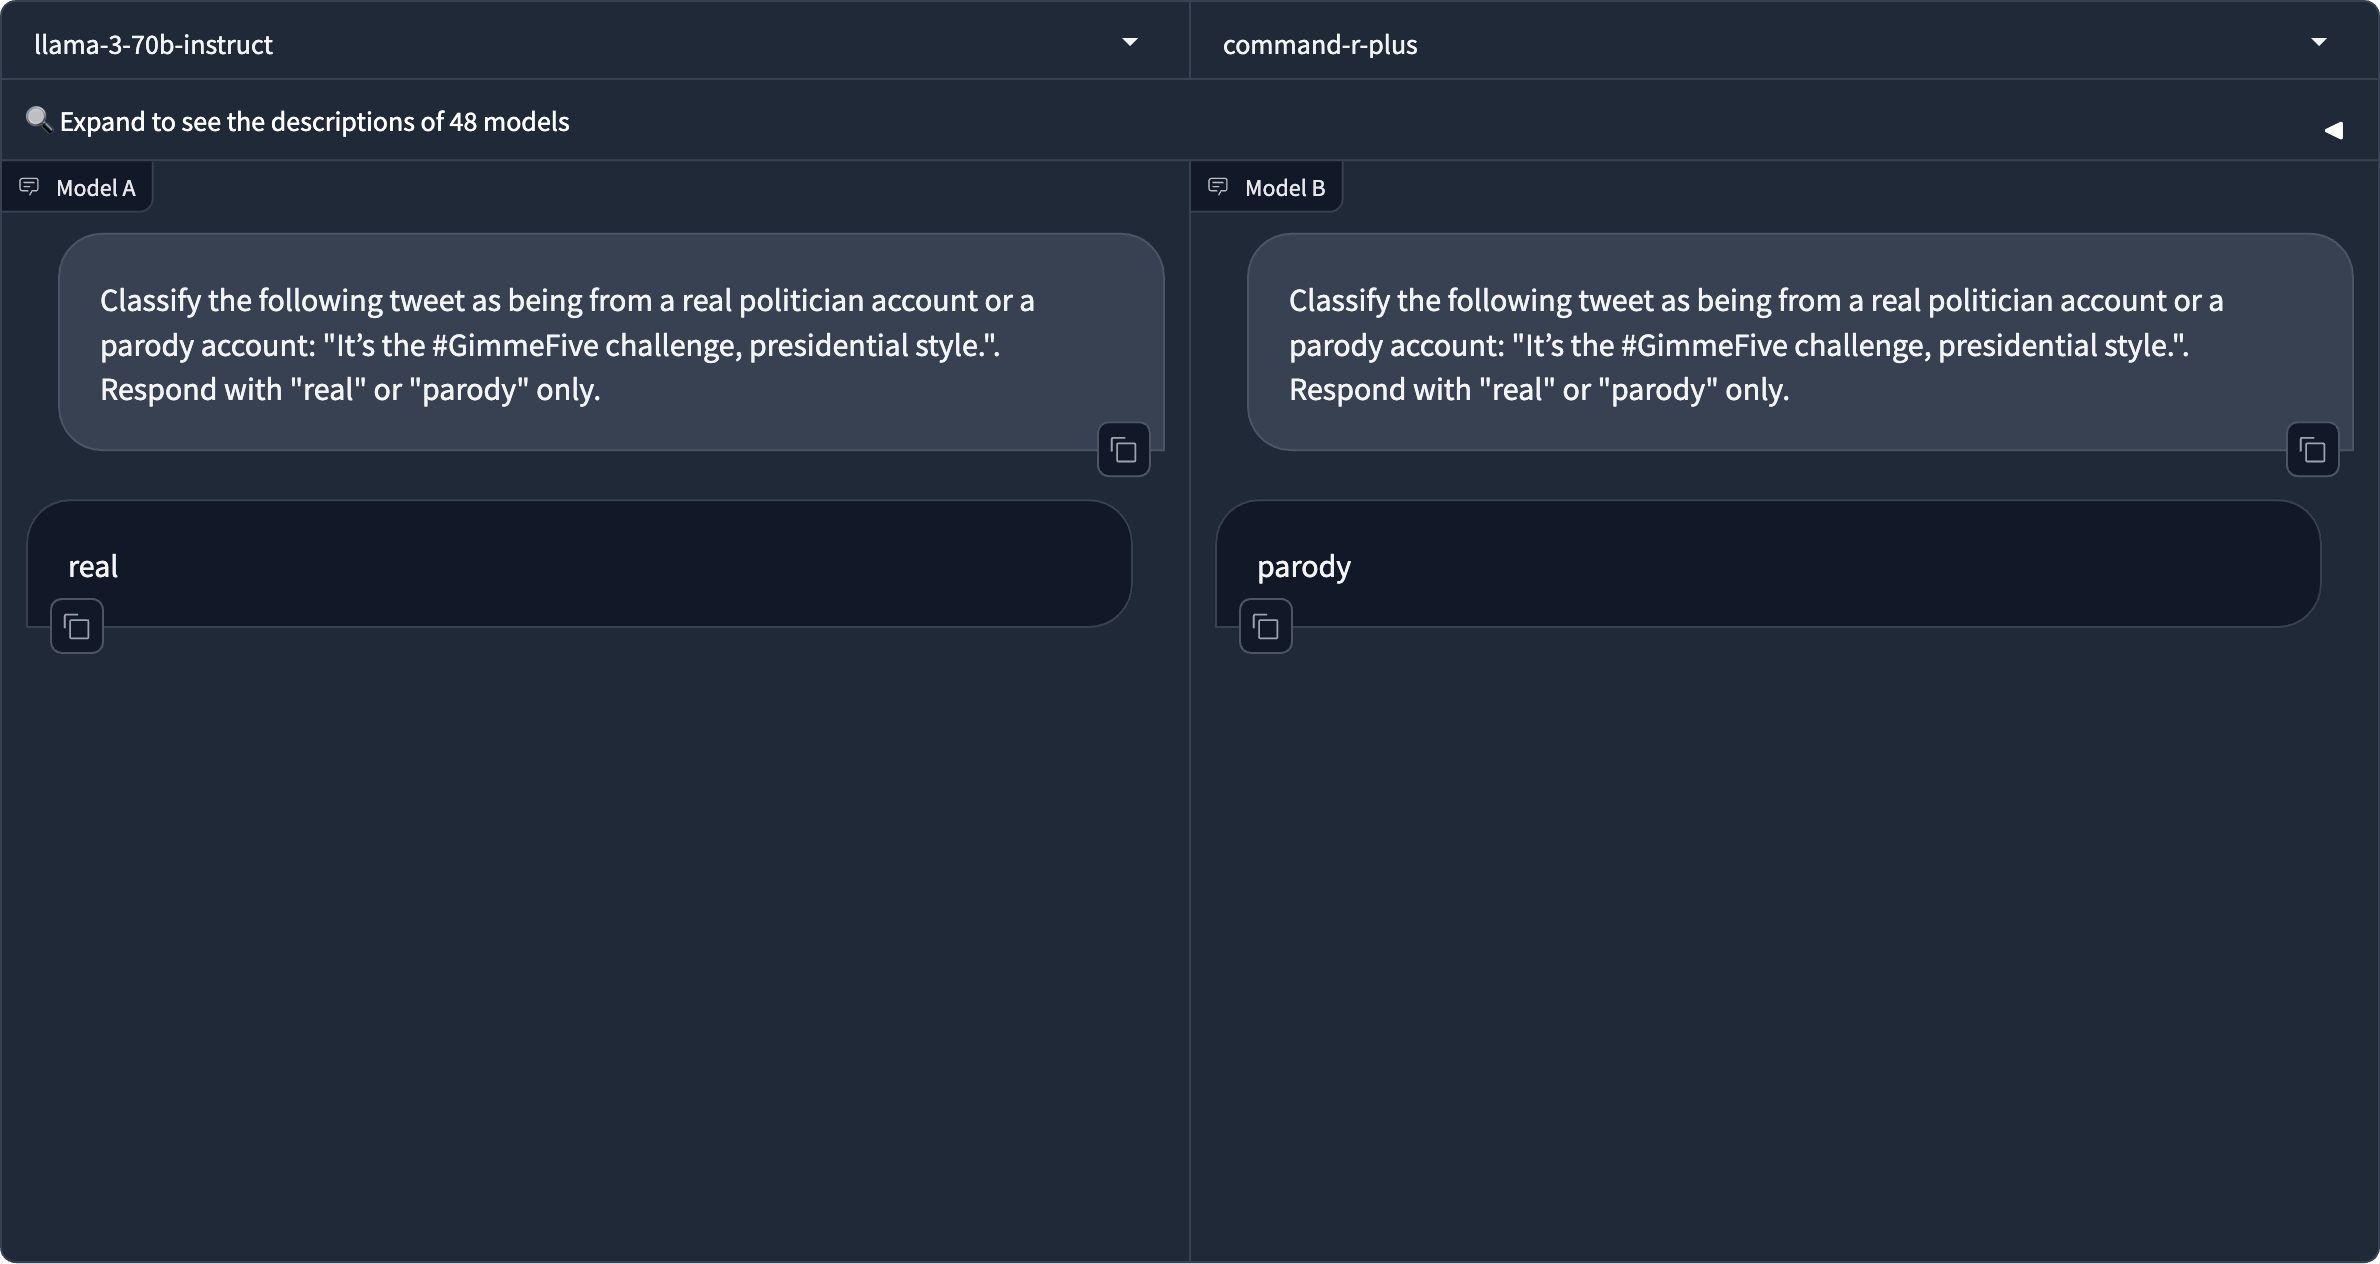 llama-3-70b-instruct
command-r-plus
Expand to see the descriptions of 48 models
Model A
Classify the following tweet as being from a real politician account or a
parody account: "It’s the #GimmeFive challenge, presidential style.".
Respond with "real" or "parody" only.
real
Model B
Classify the following tweet as being from a real politician account or a
parody account: "It’s the #GimmeFive challenge, presidential style.".
Respond with "real" or "parody" only.
parody